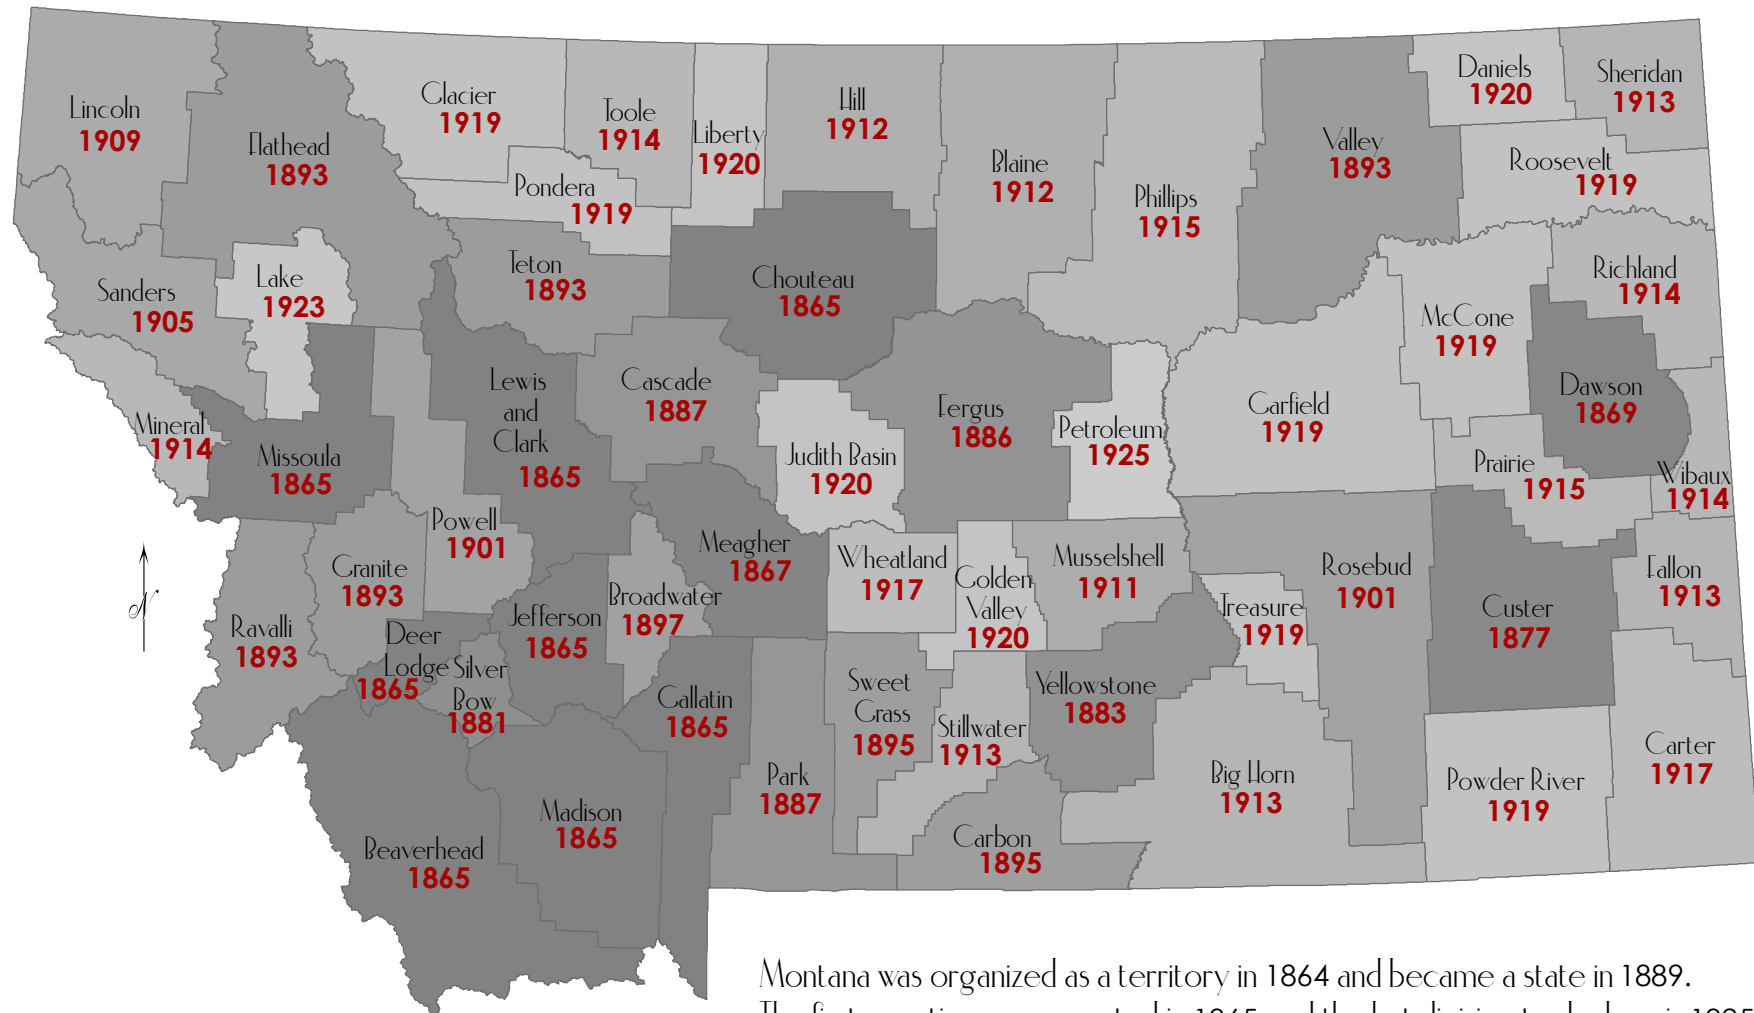 Lincoln
1909
Flathead
1893
Glacier
1919
Toole
1914
Liberty
1920
Hill
1912
Blaine
1912
Phillips
1915
Valley
1893
Daniels
1920
Sheridan
1913
Roosevelt
1919
Pondera
1919
Sanders
1905
Lake
1923
Teton
1893
Chouteau
1865
McCone
1919
Richland
1914
Mineral
1914
Missoula
1865
Lewis
and
Clark
1865
Cascade
1887
Judith Basin
1920
Fergus
1886
Petroleum
1925
Garfield
1919
Dawson
1869
Prairie
1915
Wibaux
1914
Powell
1901
Granite
1893
Ravalli
1893
Deer
Lodge
1865
Silver
Bow
1881
Jefferson
1865
Broadwater
1897
Meagher
1867
Wheatland
1917
Golden
Valley
1920
Musselshell
1911
Treasure
1919
Rosebud
1901
Custer
1877
Fallon
1913
Gallatin
1865
Sweet
Grass
1895
Stillwater
1913
Yellowstone
1883
Park
1887
Madison
1865
Beaverhead
1865
Carbon
1895
Big Horn
1913
Powder River
1919
Carter
1917
N
Montana was organized as a territory in 1864 and became a state in 1889.